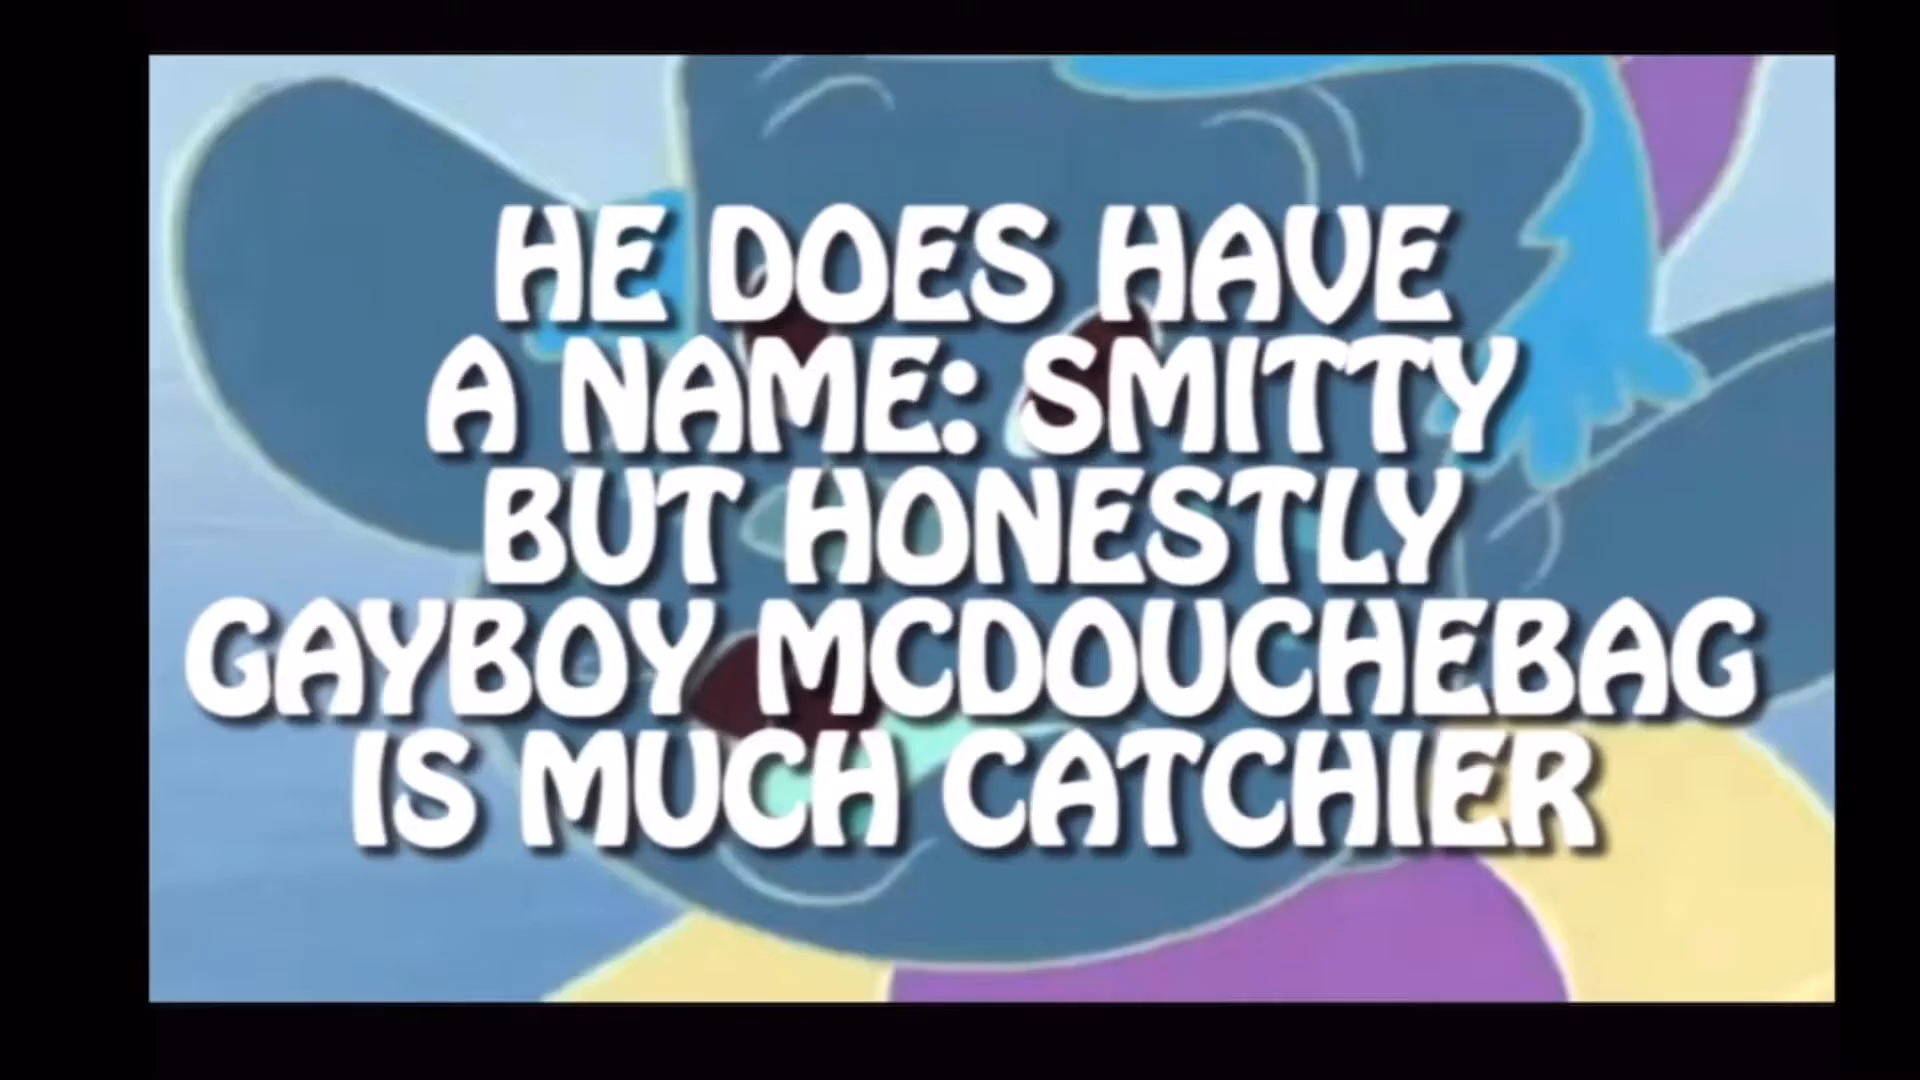 HE DOES HAVE
A NAME: SMITTY
BUT HONESTLY
GAYBOY MCDOUCHEBAG
IS MUCH CATCHIER